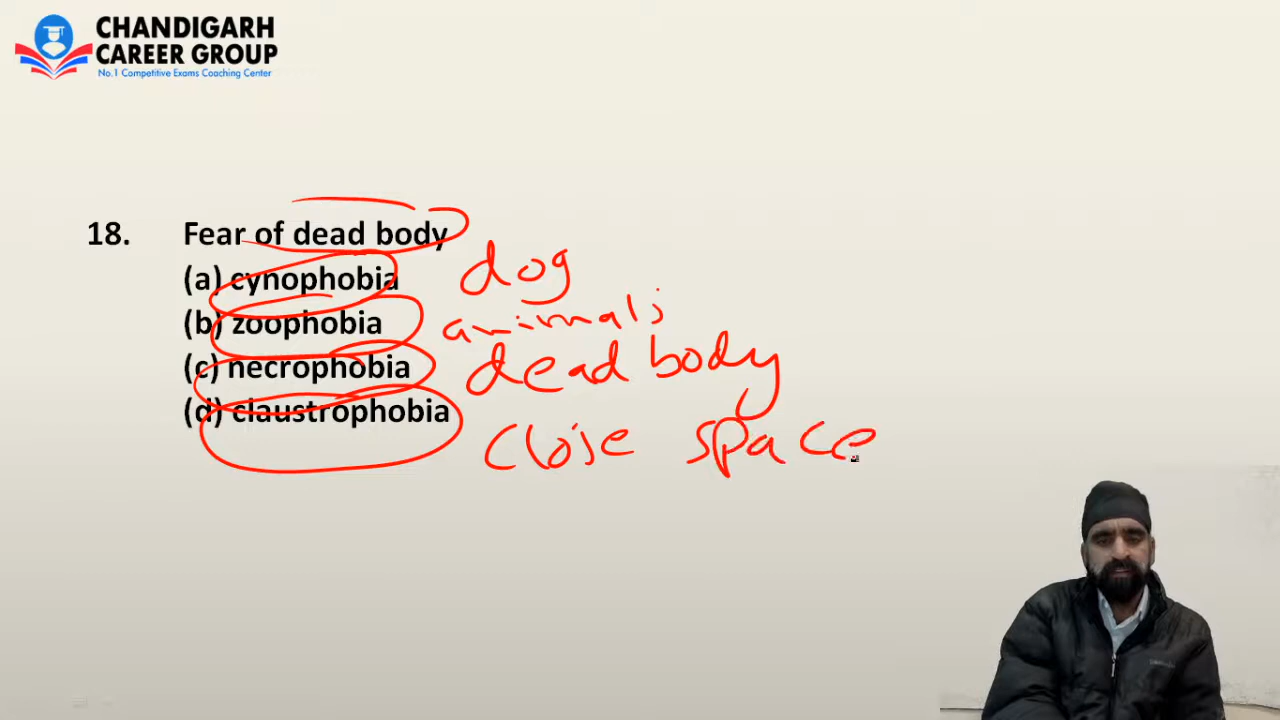 CHANDIGARH
CAREER GROUP
No.1 Competitive Exams Coaching Center
18. Fear of dead body
(a) cynophobia dog
(b) zoophobia animals
(c) necrophobia dead body
(d) claustrophobia close space